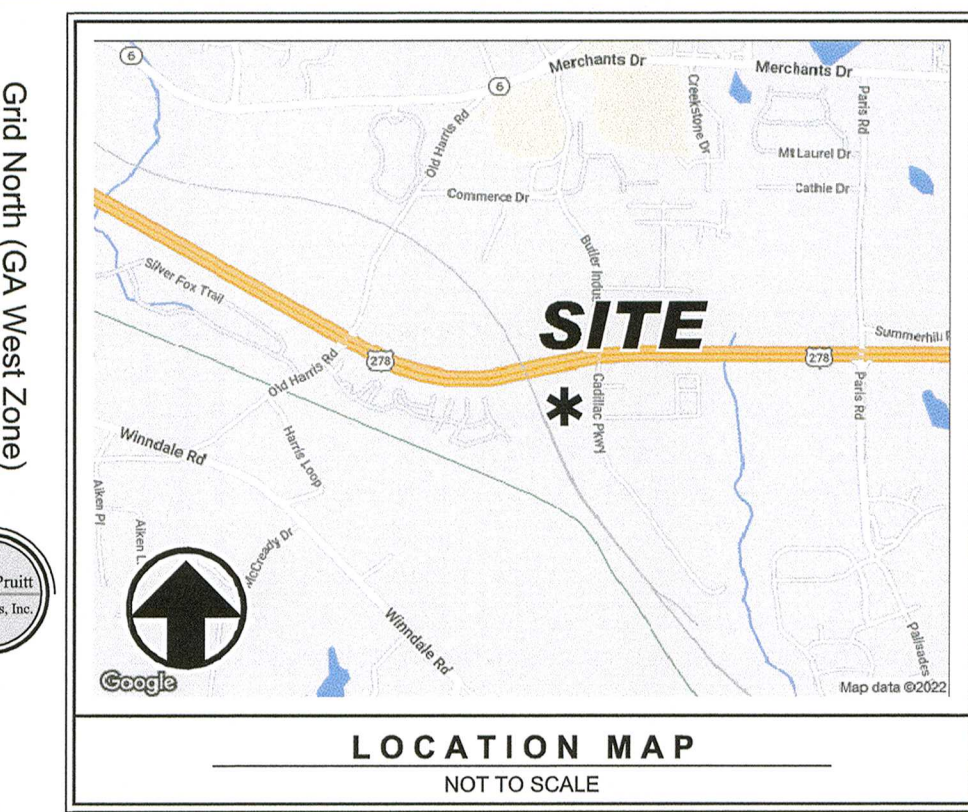 Grid North (GA West Zone)
Pruitt
s, Inc.
6
Merchants Dr
6
Merchants Dr
Old Harris Rd
Creekstone Dr
Paris Rd
Mt Laurel Dr
Cathie Dr
Commerce Dr
Butler Indus
Silver Fox Trail
SITE
Summerhill
278
278
Old Harris Rd
*
Cadillac Pkwy
Paris Rd
Winndale Rd
Harris Loop
Aiken Pl
Aiken L
McCready Dr
Winndale Rd
Palisades
Google
Map data ©2022
LOCATION MAP
NOT TO SCALE